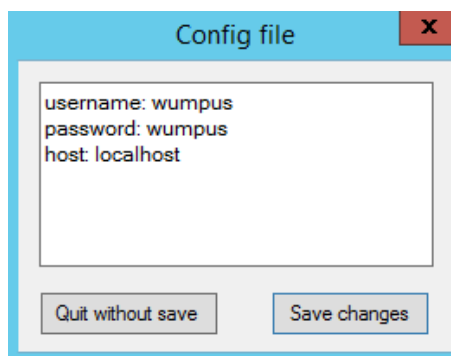 Config file
x
username: wumpus
password: wumpus
host: localhost
Quit without save
Save changes